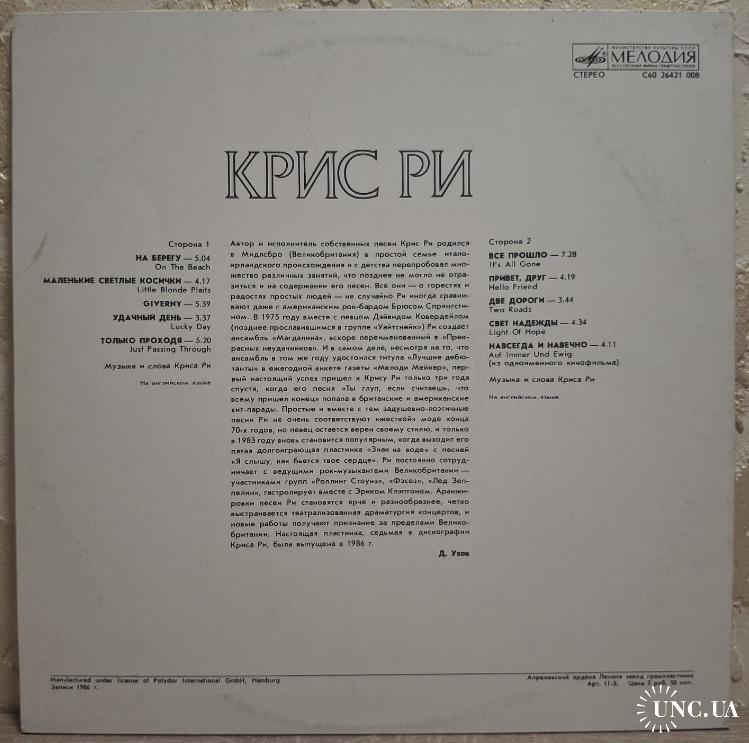 МИНИСТЕРСТВО КУЛЬТУРЫ СССР
МЕЛОДИЯ
ВСЕСОЮЗНАЯ ФИРМА ГРАМПЛАСТИНОК
СТЕРЕО С60 26421 008
КРИС РИ
Сторона 1
НА БЕРЕГУ — 5.04
On The Beach
МАЛЕНЬКИЕ СВЕТЛЫЕ КОСИЧКИ — 4.17
Little Blonde Plaits
GIVERNY — 5.39
УДАЧНЫЙ ДЕНЬ — 3.37
Lucky Day
ТОЛЬКО ПРОХОДЯ — 5.20
Just Passing Through
Музыка и слова Криса Ри
На английском языке
Автор и исполнитель собственных песен Крис Ри родился
в Мидлсбро (Великобритания) в простой семье итало-
ирландского происхождения и с детства перепробовал мно-
жество различных занятий, что позднее не могло не отра-
зиться и на содержании его песен. Все они — о горестях и
радостях простых людей — не случайно Ри иногда сравни-
вают даже с американским рок-бардом Брюсом Спрингсти-
ном. В 1975 году вместе с певцом Дэйвидом Ковердейлом
(позднее прославившимся в группе «Уайтснейк») Ри создает
ансамбль «Магдалина», вскоре переименованный в «Прек-
расных неудачников». И в самом деле, несмотря на то, что
ансамбль в том же году удостоился титула «Лучшие дебю-
танты» в ежегодной анкете газеты «Мелоди Мейкер», пер-
вый настоящий успех пришел к Крису Ри только три года
спустя, когда его песня «Ты глуп, если считаешь, что
всему пришел конец» попала в британские и американские
хит-парады. Простые и вместе с тем задушевно-поэтичные
песни Ри не очень соответствуют «жесткой» моде конца
70-х годов, но певец остается верен своему стилю, и только
в 1983 году вновь становится популярным, когда выходит его
пятая долгоиграющая пластинка «Знак на воде» с песней
«Я слышу, как бьется твое сердце». Ри постоянно сотруд-
ничает с ведущими рок-музыкантами Великобритании —
участниками групп «Роллинг Стоунз», «Фэсез», «Лед Зеп-
пелин», гастролирует вместе с Эриком Клэптоном. Аранжи-
ровки песен Ри становятся ярче и разнообразнее, четко
выстраивается театрализованная драматургия концертов, и
новые работы получают признание за пределами Велико-
британии. Настоящая пластинка, седьмая в дискографии
Криса Ри, была выпущена в 1986 г.
Д. Ухов
Сторона 2
ВСЕ ПРОШЛО — 7.28
It's All Gone
ПРИВЕТ, ДРУГ — 4.19
Hello Friend
ДВЕ ДОРОГИ — 3.44
Two Roads
СВЕТ НАДЕЖДЫ — 4.34
Light Of Hope
НАВСЕГДА И НАВЕЧНО — 4.11
Auf Immer Und Ewig
(из одноименного кинофильма)
Музыка и слова Криса Ри
На английском языке
Manufactured under license of Polydor International GmbH, Hamburg
Записи 1986 г.
Апрелевский ордена Ленина завод грампластинок
Арт. 11-5. Цена 3 руб. 50 коп.
UNC.UA